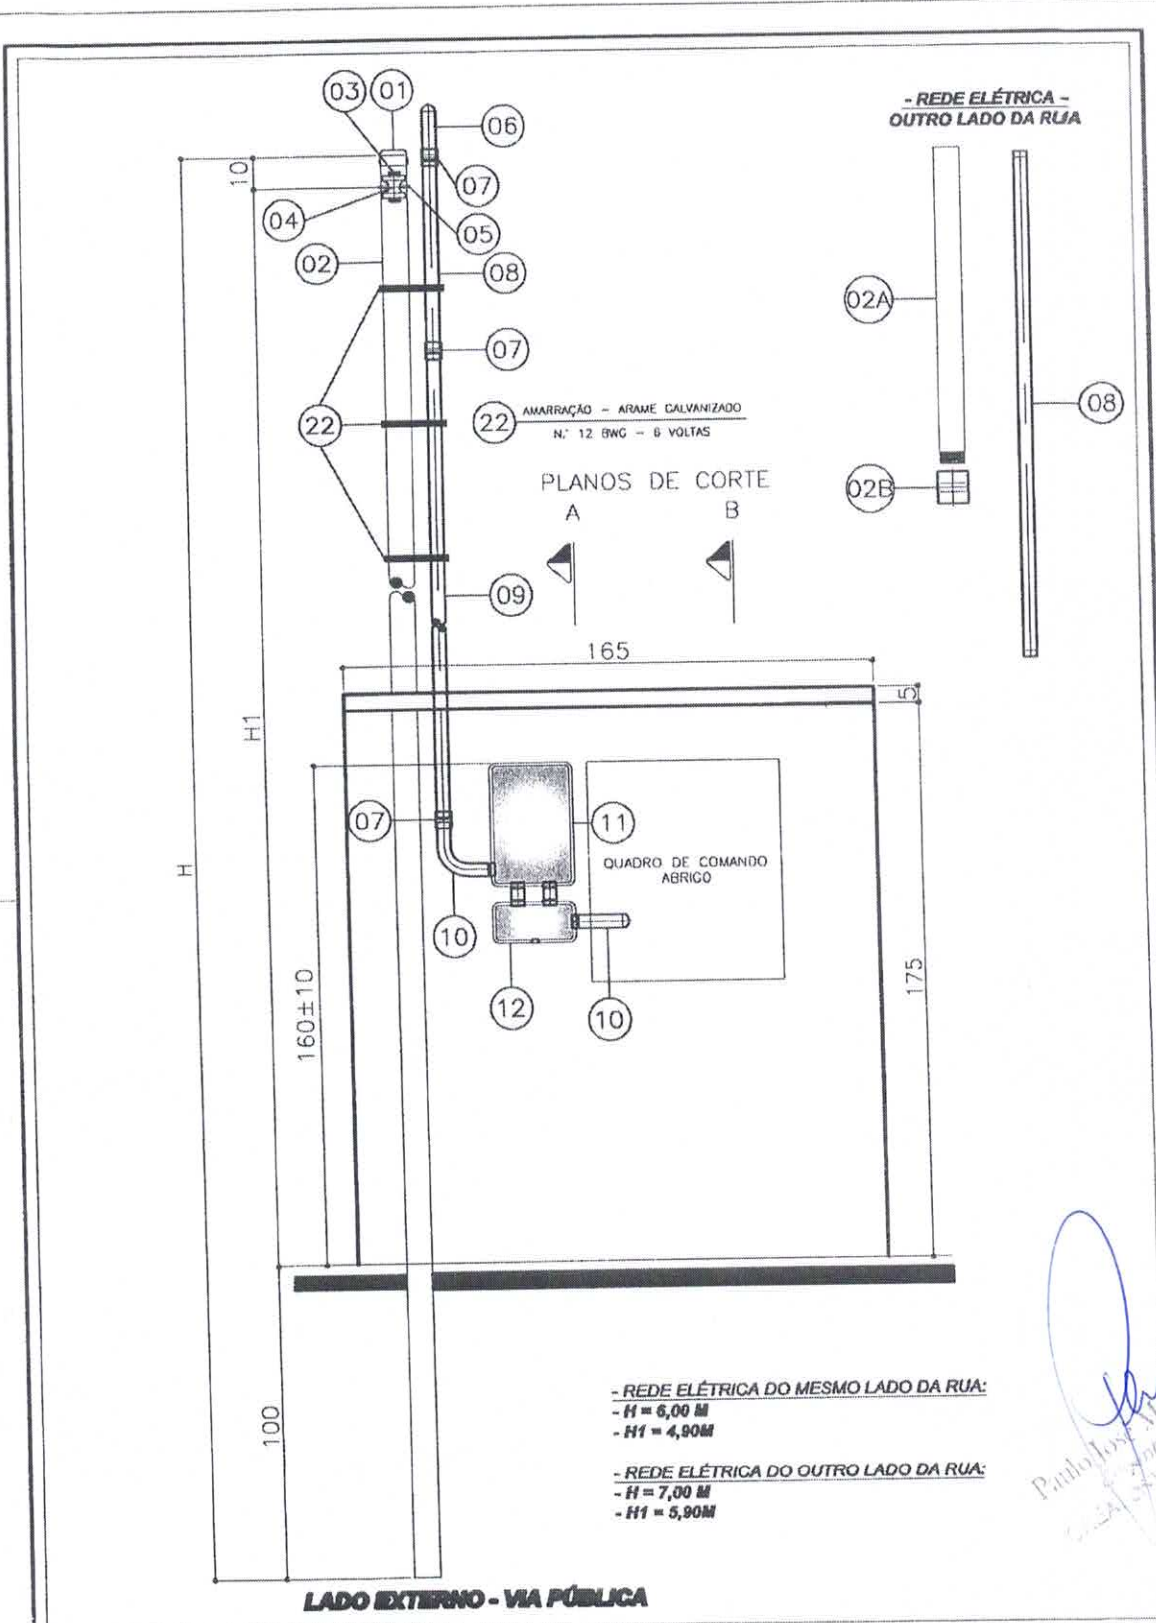 03
01
06
- REDE ELÉTRICA -
OUTRO LADO DA RUA
10
07
04
05
02
08
02A
07
08
22
22
AMARRAÇÃO - ARAME GALVANIZADO
N.º 12 BWG - 6 VOLTAS
PLANOS DE CORTE
A
B
02B
09
165
5
H1
07
11
H
QUADRO DE COMANDO
ABRIGO
10
160±10
12
10
175
100
- REDE ELÉTRICA DO MESMO LADO DA RUA:
- H = 6,00 M
- H1 = 4,90M
- REDE ELÉTRICA DO OUTRO LADO DA RUA:
- H = 7,00 M
- H1 = 5,90M
Paulo José
LADO EXTERNO - VIA PÚBLICA